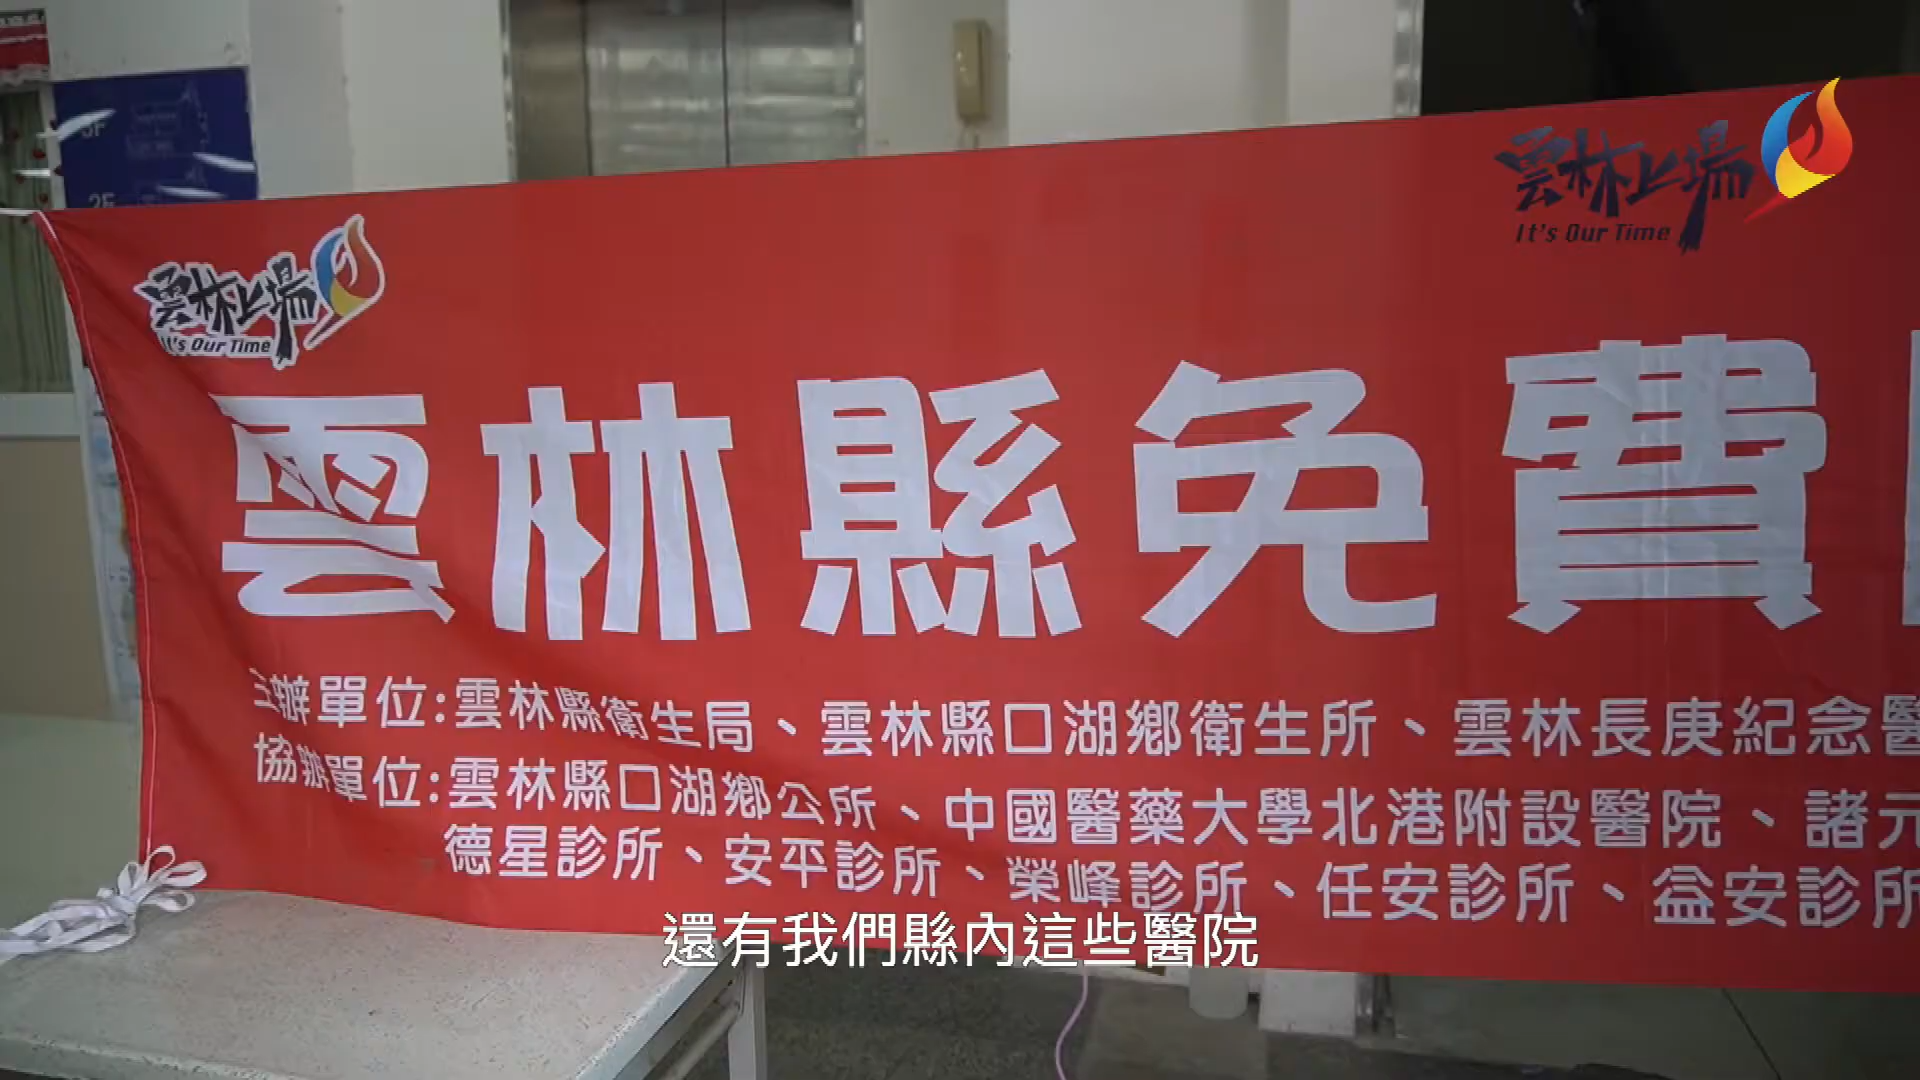 3F
2F
雲林上場
It's Our Time
雲林上場
It's Our Time
雲林縣免費
主辦單位:雲林縣衛生局、雲林縣口湖鄉衛生所、雲林長庚紀念醫
協辦單位:雲林縣口湖鄉公所、中國醫藥大學北港附設醫院、諸元
德星診所、安平診所、榮峰診所、任安診所、益安診所
還有我們縣內這些醫院